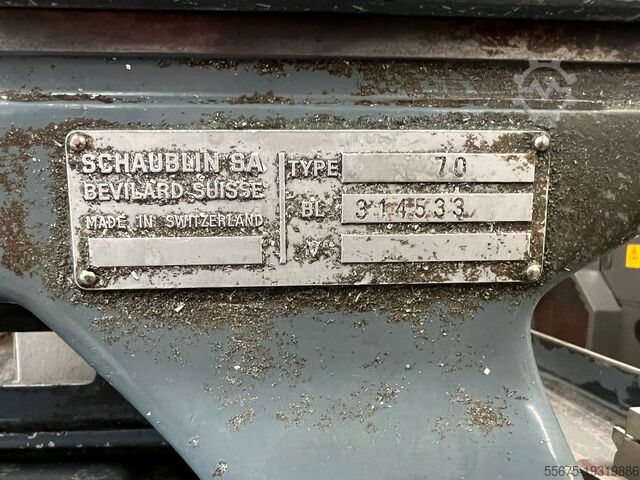 SCHAUBLIN SA
BEVILARD SUISSE
MADE IN SWITZERLAND
TYPE 70
BL 314533
V
55675-19319886